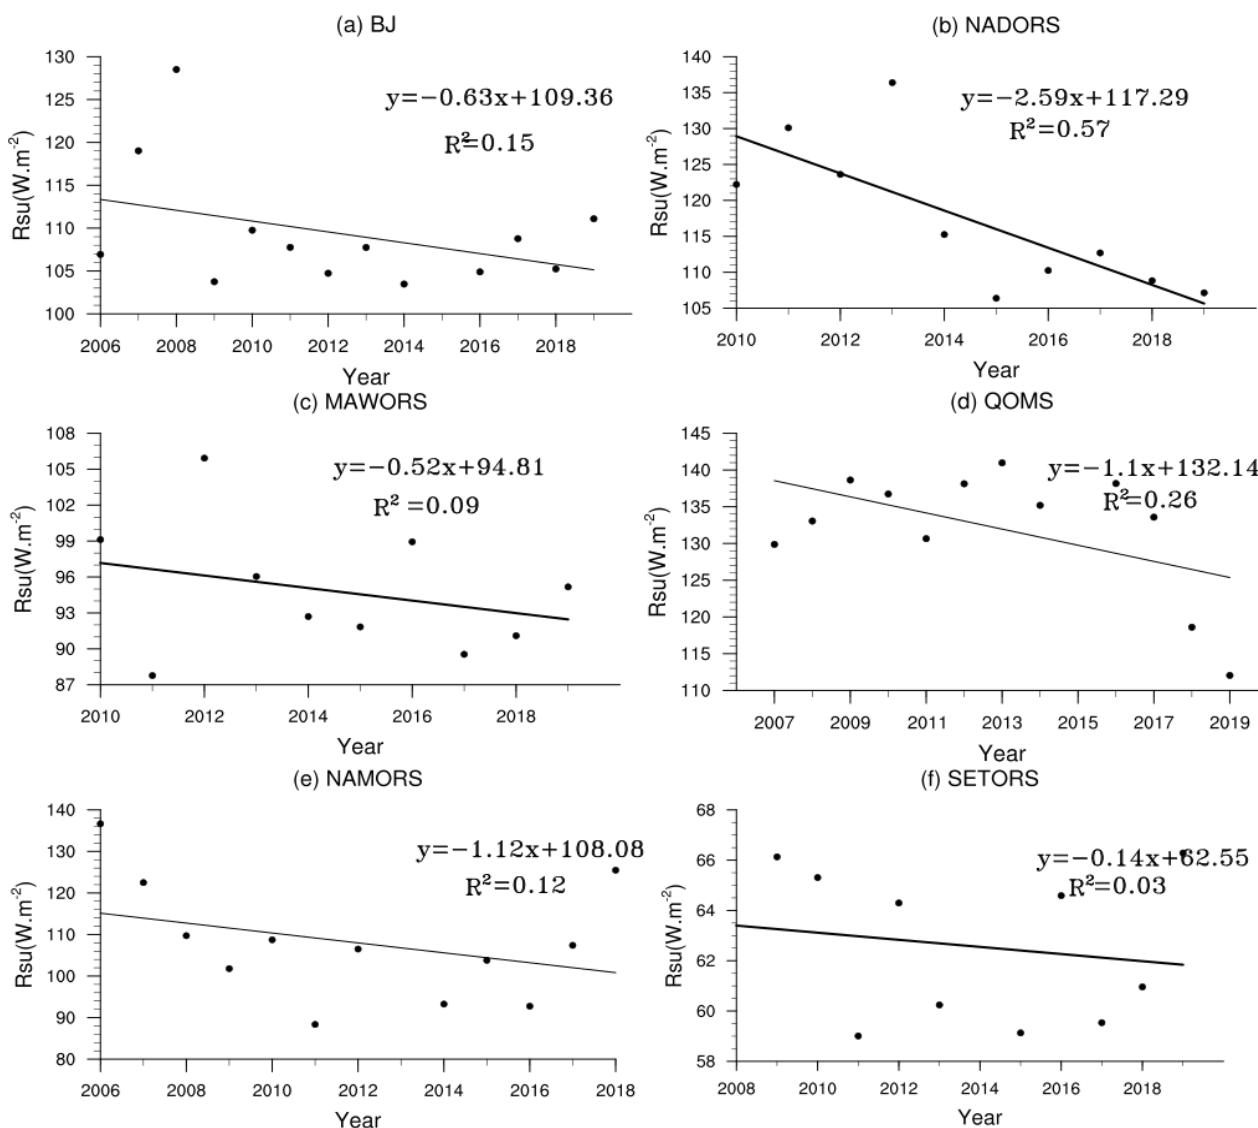 (a) BJ
130
125
120
115
110
105
100
Rsu(W.m-2)
y=−0.63x+109.36
R²=0.15
2006 2008 2010 2012 2014 2016 2018
Year
(b) NADORS
140
135
130
125
120
115
110
105
Rsu(W.m-2)
y=−2.59x+117.29
R²=0.57
2010 2012 2014 2016 2018
Year
(c) MAWORS
108
105
102
99
96
93
90
87
Rsu(W.m-2)
y=−0.52x+94.81
R² =0.09
2010 2012 2014 2016 2018
Year
(d) QOMS
145
140
135
130
125
120
115
110
Rsu(W.m-2)
y=−1.1x+132.14
R²=0.26
2007 2009 2011 2013 2015 2017 2019
Year
(e) NAMORS
140
130
120
110
100
90
80
Rsu(W.m-2)
y=−1.12x+108.08
R²=0.12
2006 2008 2010 2012 2014 2016 2018
Year
(f) SETORS
68
66
64
62
60
58
Rsu(W.m-2)
y=−0.14x+62.55
R²=0.03
2008 2010 2012 2014 2016 2018
Year